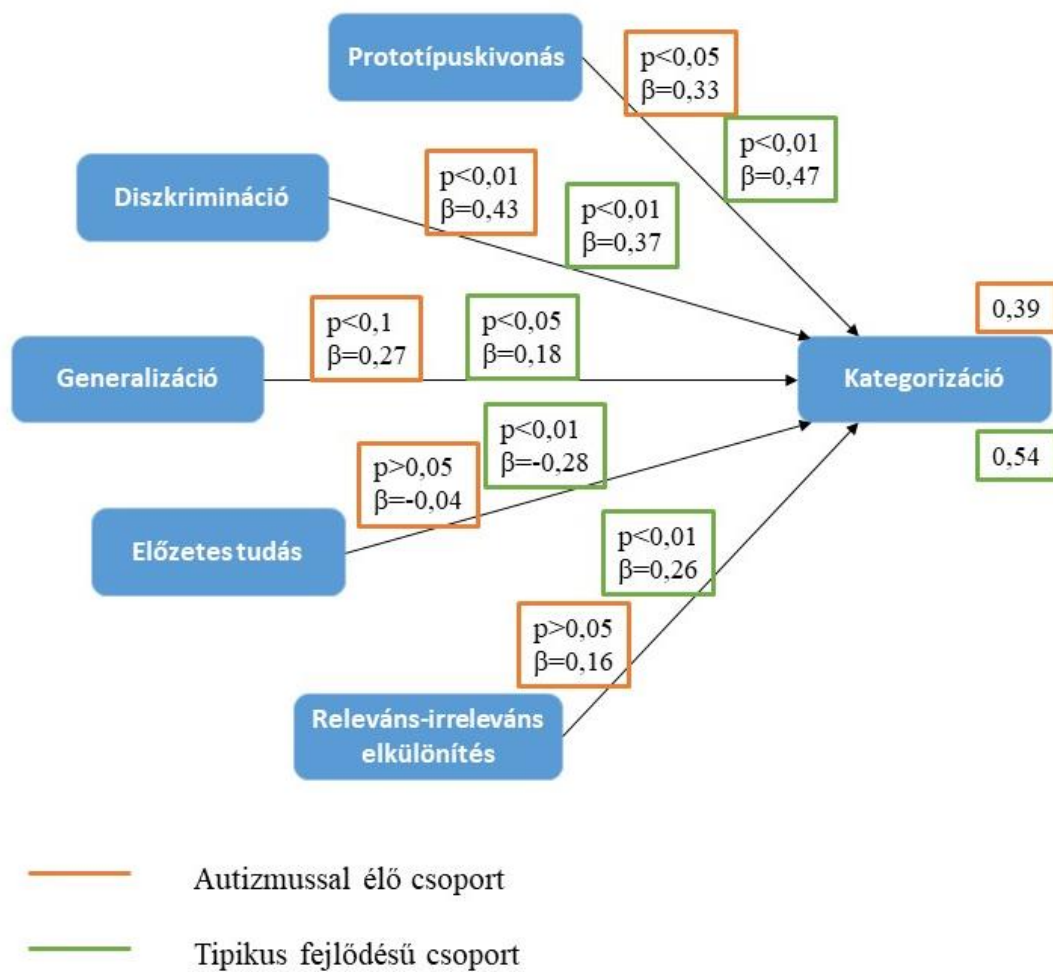 Prototípuskivonás
p<0,05
β=0,33
p<0,01
β=0,47
Diszkrimináció
p<0,01
β=0,43
p<0,01
β=0,37
Generalizáció
p<0,1
β=0,27
p<0,05
β=0,18
0,39
Kategorizáció
0,54
Előzetes tudás
p>0,05
β=-0,04
p<0,01
β=-0,28
Releváns-irreleváns
elkülönítés
p>0,05
β=0,16
p<0,01
β=0,26
Autizmussal élő csoport
Tipikus fejlődésű csoport